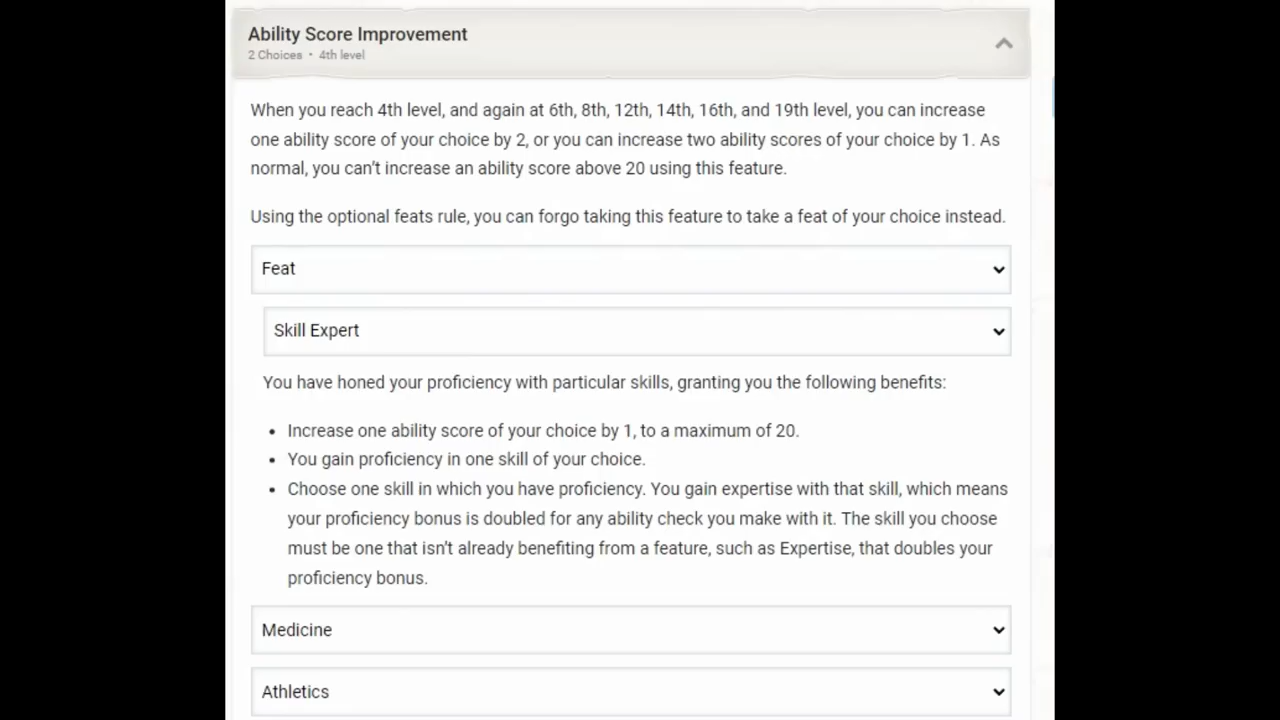 Ability Score Improvement
2 Choices • 4th level
When you reach 4th level, and again at 6th, 8th, 12th, 14th, 16th, and 19th level, you can increase
one ability score of your choice by 2, or you can increase two ability scores of your choice by 1. As
normal, you can't increase an ability score above 20 using this feature.
Using the optional feats rule, you can forgo taking this feature to take a feat of your choice instead.
Feat
Skill Expert
You have honed your proficiency with particular skills, granting you the following benefits:
• Increase one ability score of your choice by 1, to a maximum of 20.
• You gain proficiency in one skill of your choice.
• Choose one skill in which you have proficiency. You gain expertise with that skill, which means
your proficiency bonus is doubled for any ability check you make with it. The skill you choose
must be one that isn't already benefiting from a feature, such as Expertise, that doubles your
proficiency bonus.
Medicine
Athletics